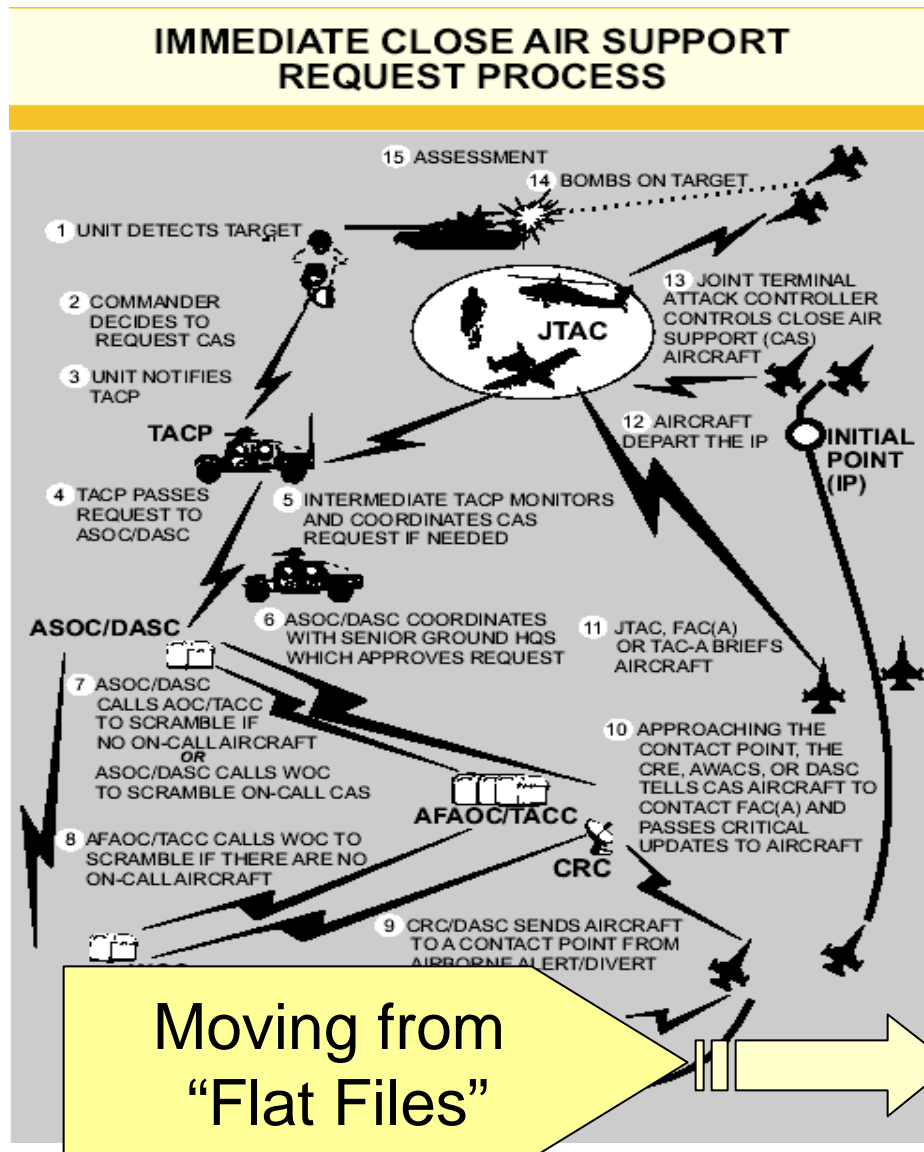 IMMEDIATE CLOSE AIR SUPPORT
REQUEST PROCESS
15 ASSESSMENT
14 BOMBS ON TARGET
1 UNIT DETECTS TARGET
2 COMMANDER
DECIDES TO
REQUEST CAS
3 UNIT NOTIFIES
TACP
JTAC
13 JOINT TERMINAL
ATTACK CONTROLLER
CONTROLS CLOSE AIR
SUPPORT (CAS)
AIRCRAFT
12 AIRCRAFT
DEPART THE IP
INITIAL
POINT
(IP)
TACP
4 TACP PASSES
REQUEST TO
ASOC/DASC
5 INTERMEDIATE TACP MONITORS
AND COORDINATES CAS
REQUEST IF NEEDED
ASOC/DASC
6 ASOC/DASC COORDINATES
WITH SENIOR GROUND HQS
WHICH APPROVES REQUEST
11 JTAC, FAC(A)
OR TAC-A BRIEFS
AIRCRAFT
7 ASOC/DASC
CALLS AOC/TACC
TO SCRAMBLE IF
NO ON-CALL AIRCRAFT
OR
ASOC/DASC CALLS WOC
TO SCRAMBLE ON-CALL CAS
10 APPROACHING THE
CONTACT POINT, THE
CRE, AWACS, OR DASC
TELLS CAS AIRCRAFT TO
CONTACT FAC(A) AND
PASSES CRITICAL
UPDATES TO AIRCRAFT
AFAOC/TACC
CRC
8 AFAOC/TACC CALLS WOC TO
SCRAMBLE IF THERE ARE NO
ON-CALL AIRCRAFT
9 CRC/DASC SENDS AIRCRAFT
TO A CONTACT POINT FROM
AIRBORNE ALERT/DIVERT
Moving from
“Flat Files”